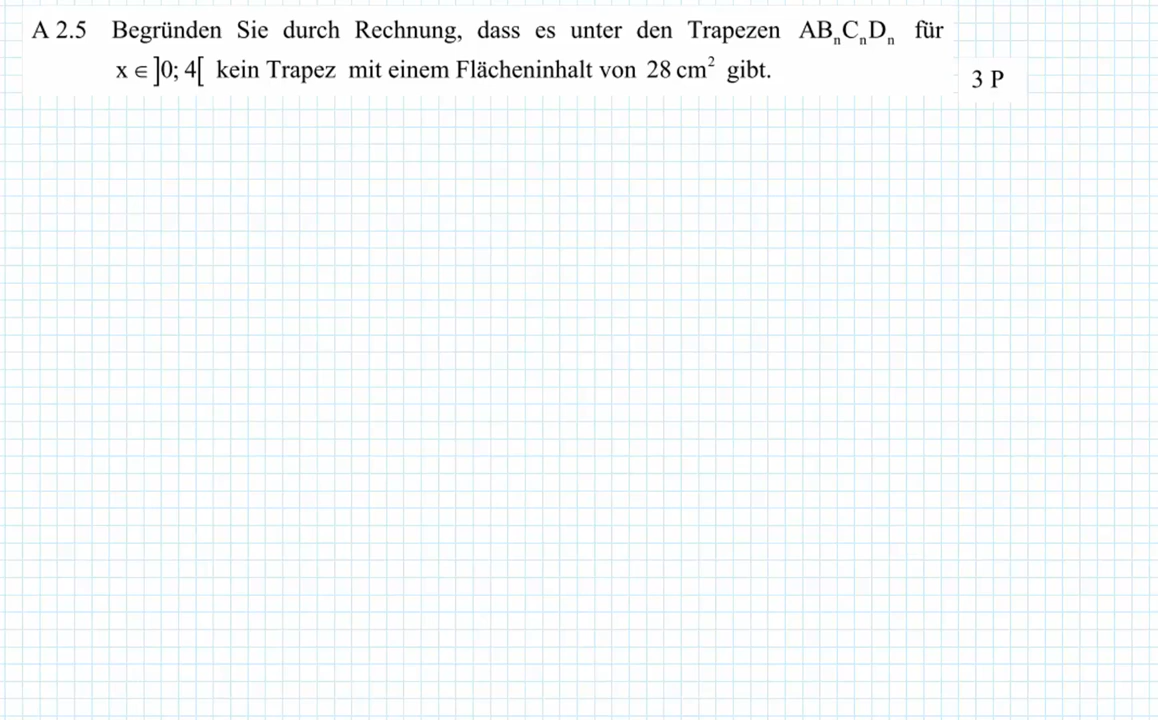 A 2.5 Begründen Sie durch Rechnung, dass es unter den Trapezen ABₙCₙDₙ für
x ∈ ]0; 4[ kein Trapez mit einem Flächeninhalt von 28 cm² gibt.
3 P